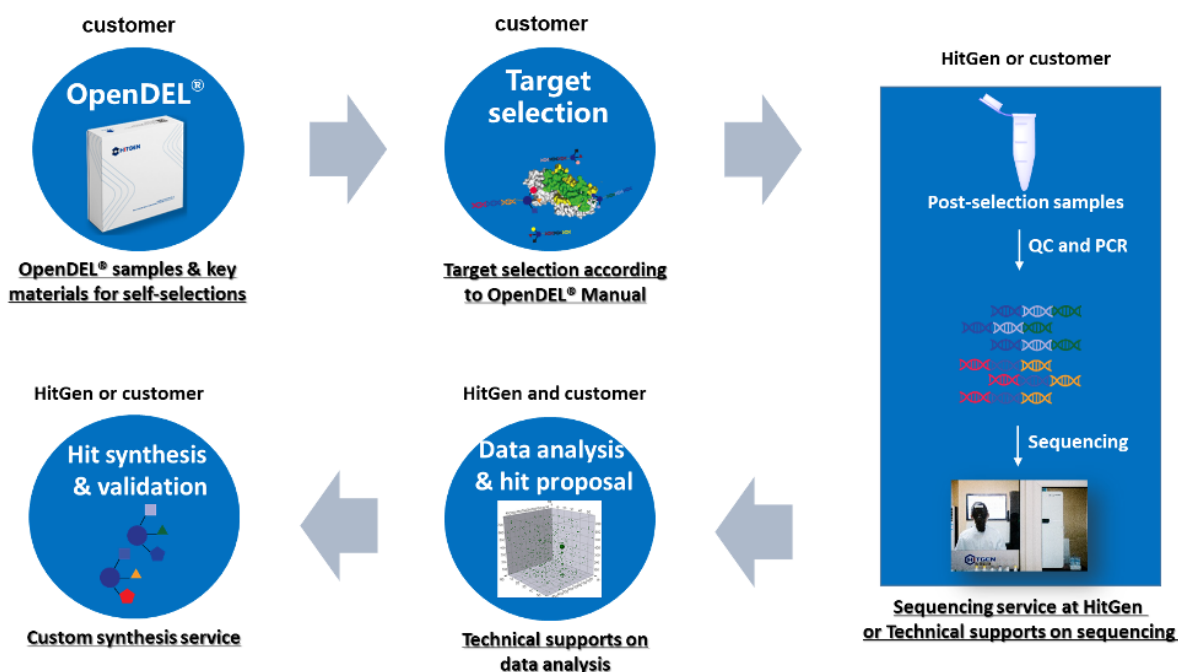 customer
OpenDEL®
HITGEN
OpenDEL® samples & key
materials for self-selections
customer
Target
selection
Target selection according
to OpenDEL® Manual
HitGen or customer
Post-selection samples
QC and PCR
Sequencing
HITGEN
Sequencing service at HitGen
or Technical supports on sequencing
HitGen and customer
Data analysis
& hit proposal
Technical supports on
data analysis
HitGen or customer
Hit synthesis
& validation
Custom synthesis service